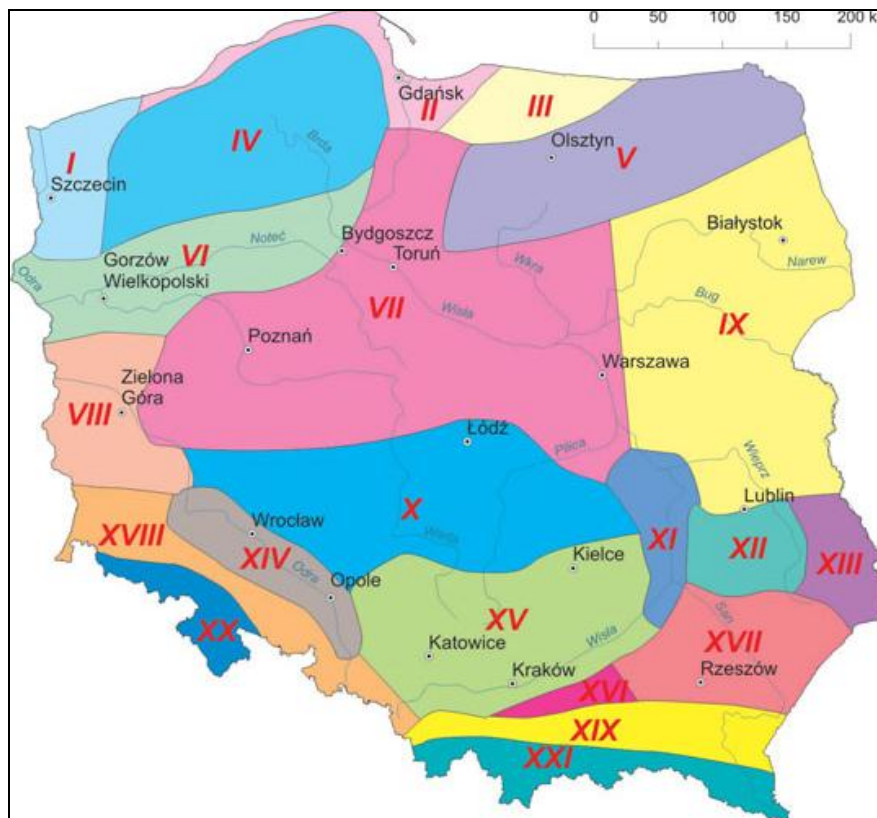 0 50 100 150 200 k
Gdańsk
II
III
IV
Brda
I
Olsztyn
V
Szczecin
Białystok
Bydgoszcz
Toruń
Noteć
VI
Gorzów
Wielkopolski
Odra
Narew
Wkra
Bug
VII
Wisła
IX
Poznań
Warszawa
Zielona
Góra
VIII
Łódź
Pilica
Wieprz
Lublin
X
Warta
Wrocław
XVIII
XIV
XI
XII
XIII
Kielce
Odra
Opole
XV
San
XX
Wisła
XVII
Katowice
Kraków
Rzeszów
XVI
XIX
XXI